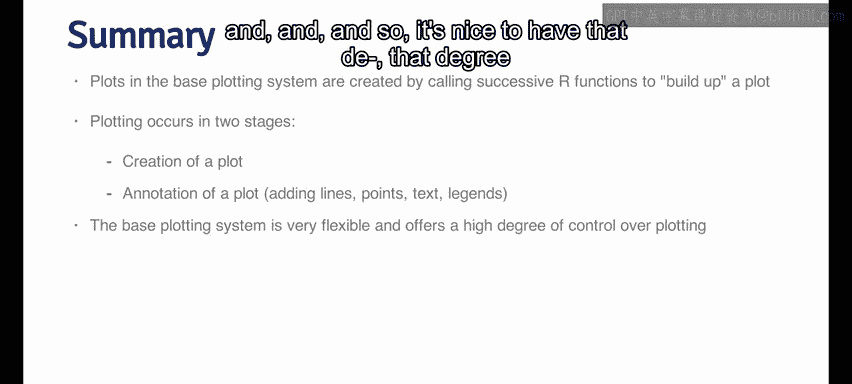 Summary
and, and, and so, it's nice to have that
de-, that degree
· Plots in the base plotting system are created by calling successive R functions to "build up" a plot
· Plotting occurs in two stages:
- Creation of a plot
- Annotation of a plot (adding lines, points, text, legends)
· The base plotting system is very flexible and offers a high degree of control over plotting